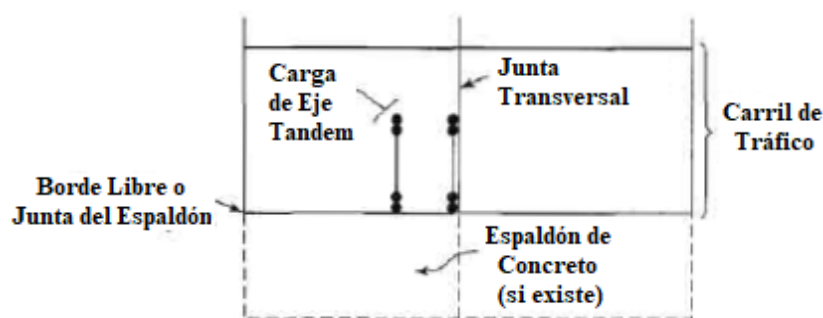 Carga
de Eje
Tandem
Junta
Transversal
Carril de
Tráfico
Borde Libre o
Junta del Espaldón
Espaldón de
Concreto
(si existe)